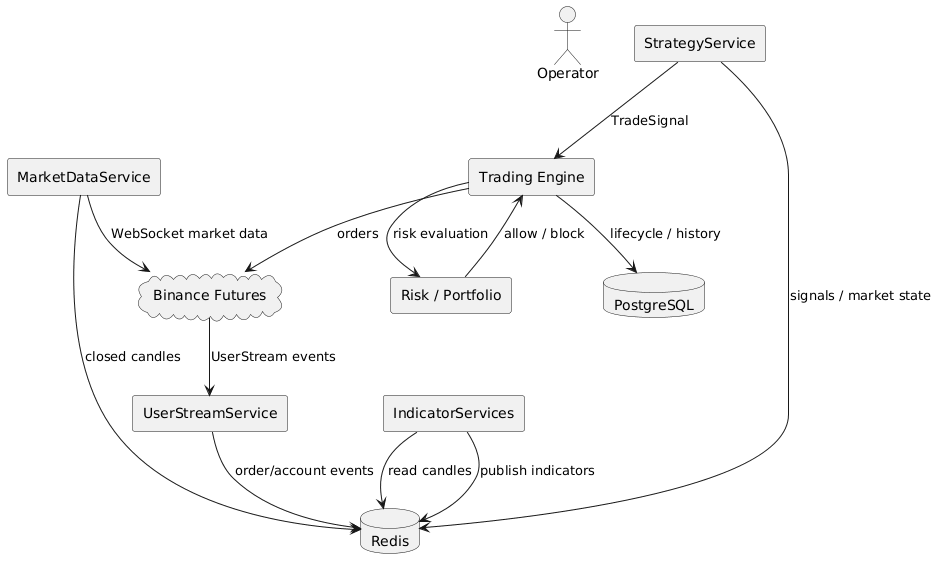 StrategyService
Operator
TradeSignal
MarketDataService
Trading Engine
WebSocket market data
orders
risk evaluation
allow / block
lifecycle / history
Binance Futures
Risk / Portfolio
PostgreSQL
signals / market state
closed candles
UserStream events
UserStreamService
IndicatorServices
order/account events
read candles
publish indicators
Redis